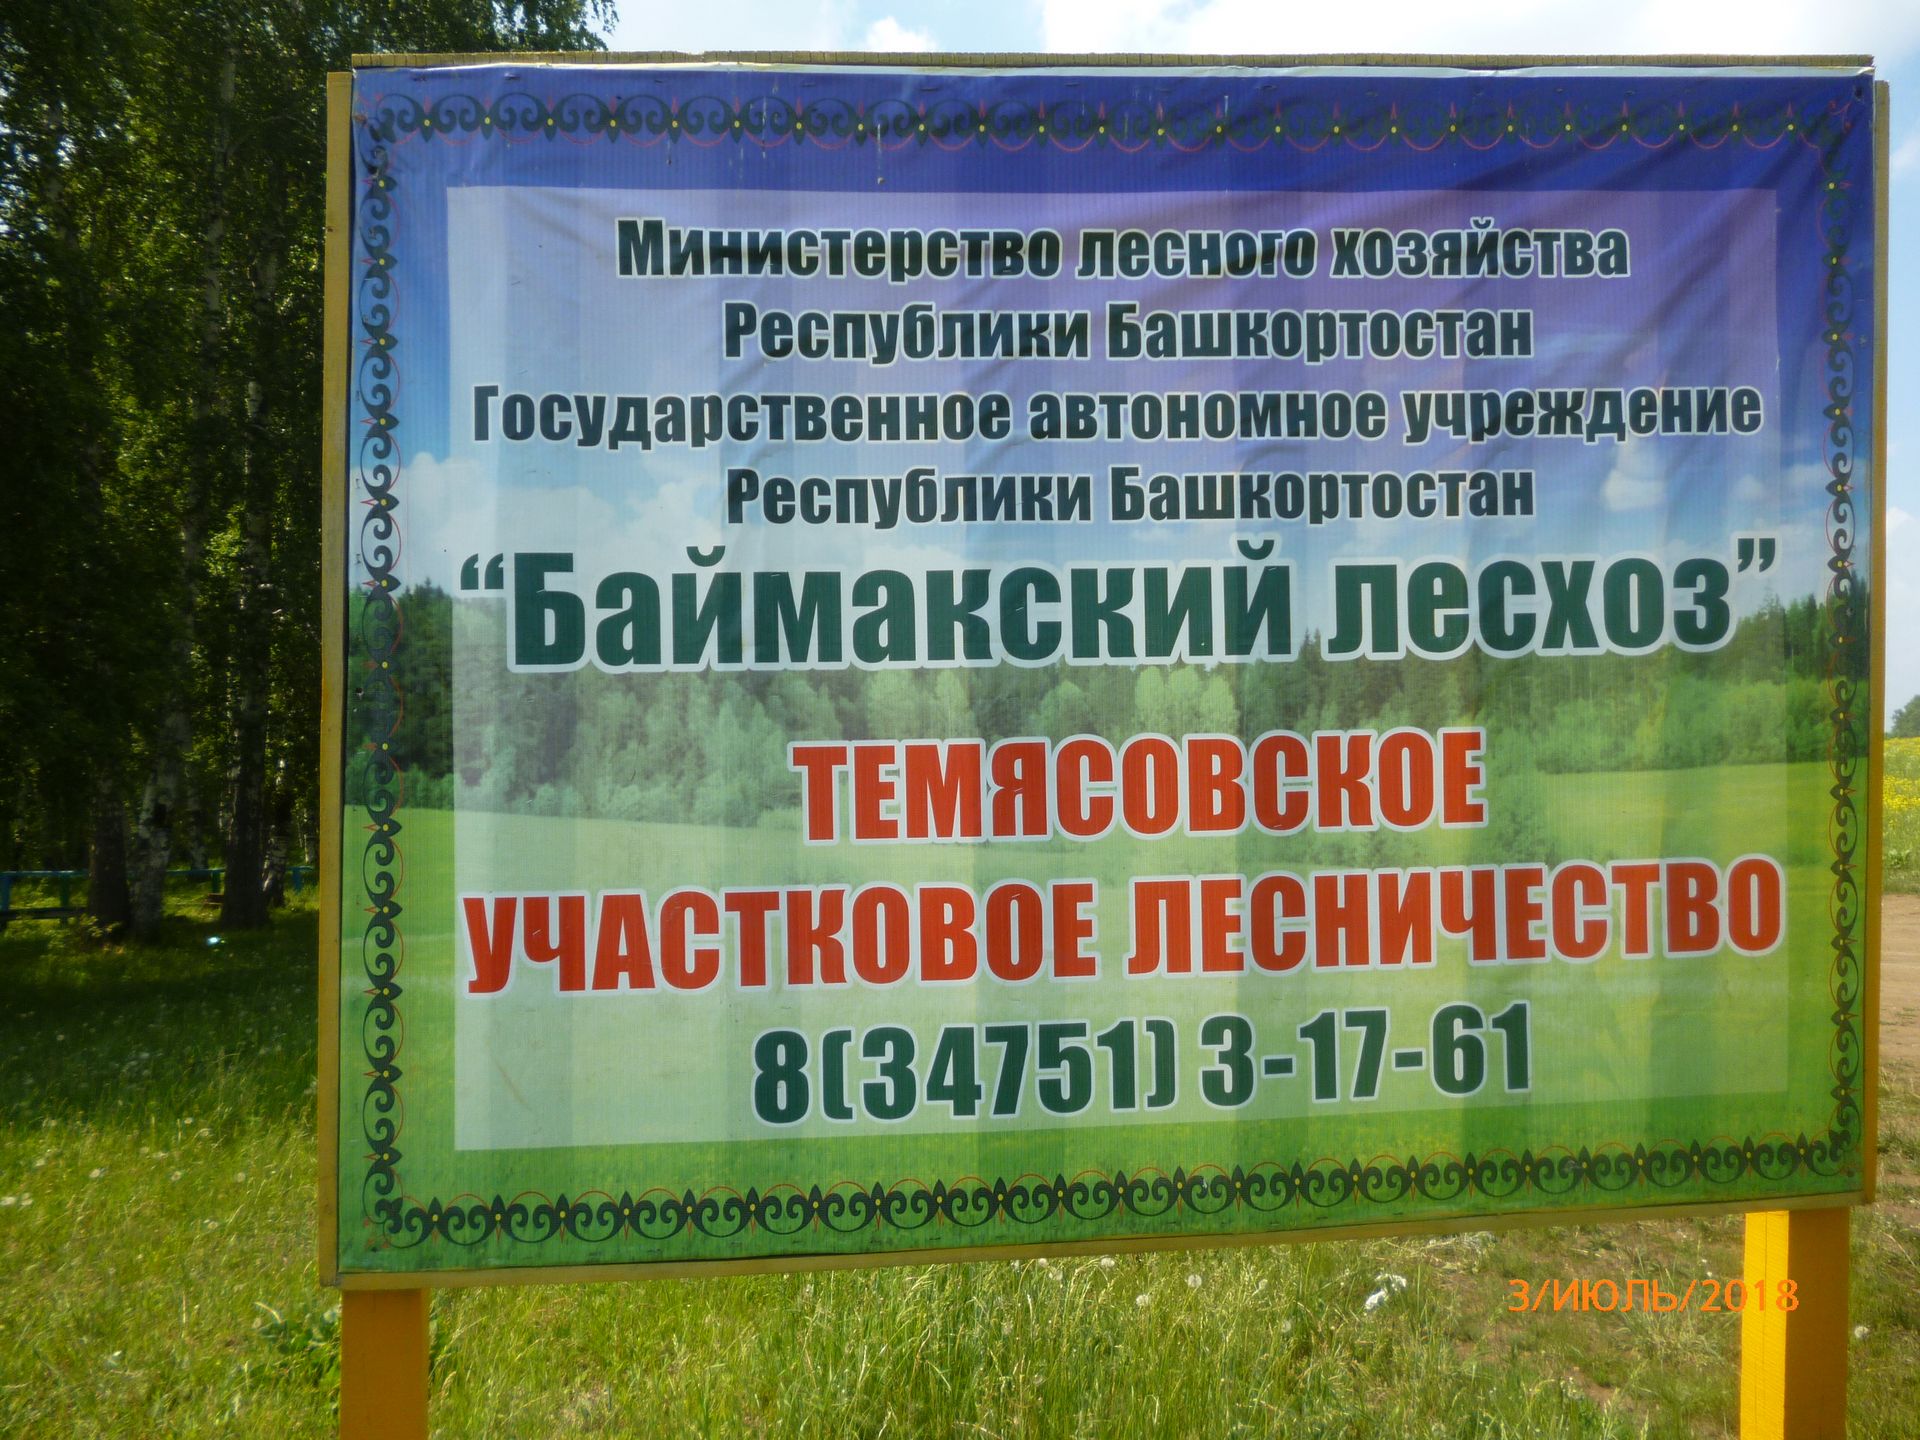 Министерство лесного хозяйства
Республики Башкортостан
Государственное автономное учреждение
Республики Башкортостан
“Баймакский лесхоз”
ТЕМЯСОВСКОЕ
УЧАСТКОВОЕ ЛЕСНИЧЕСТВО
8(34751) 3-17-61
3/ИЮЛЬ/2018